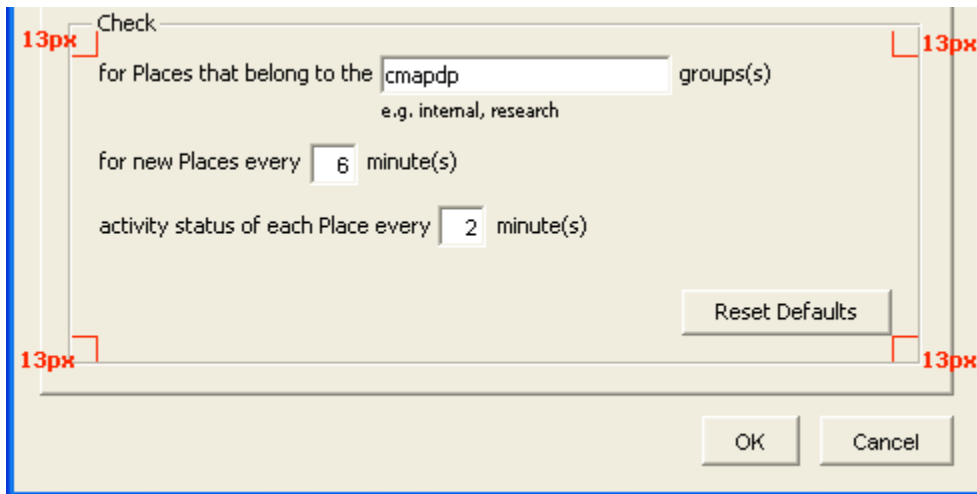 Check
13px 13px
for Places that belong to the cmapdp groups(s)
e.g. internal, research
for new Places every 6 minute(s)
activity status of each Place every 2 minute(s)
Reset Defaults
13px 13px
OK Cancel